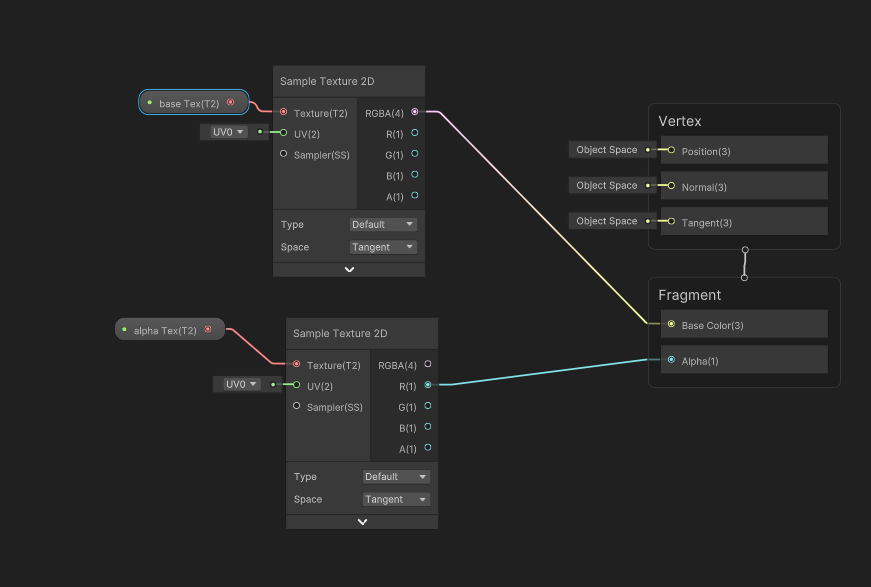 Sample Texture 2D
base Tex(T2)
Texture(T2)
RGBA(4)
UV0
UV(2)
R(1)
Sampler(SS)
G(1)
B(1)
A(1)
Type
Default
Space
Tangent
Vertex
Object Space
Position(3)
Object Space
Normal(3)
Object Space
Tangent(3)
Fragment
Base Color(3)
Alpha(1)
Sample Texture 2D
alpha Tex(T2)
Texture(T2)
RGBA(4)
UV0
UV(2)
R(1)
Sampler(SS)
G(1)
B(1)
A(1)
Type
Default
Space
Tangent